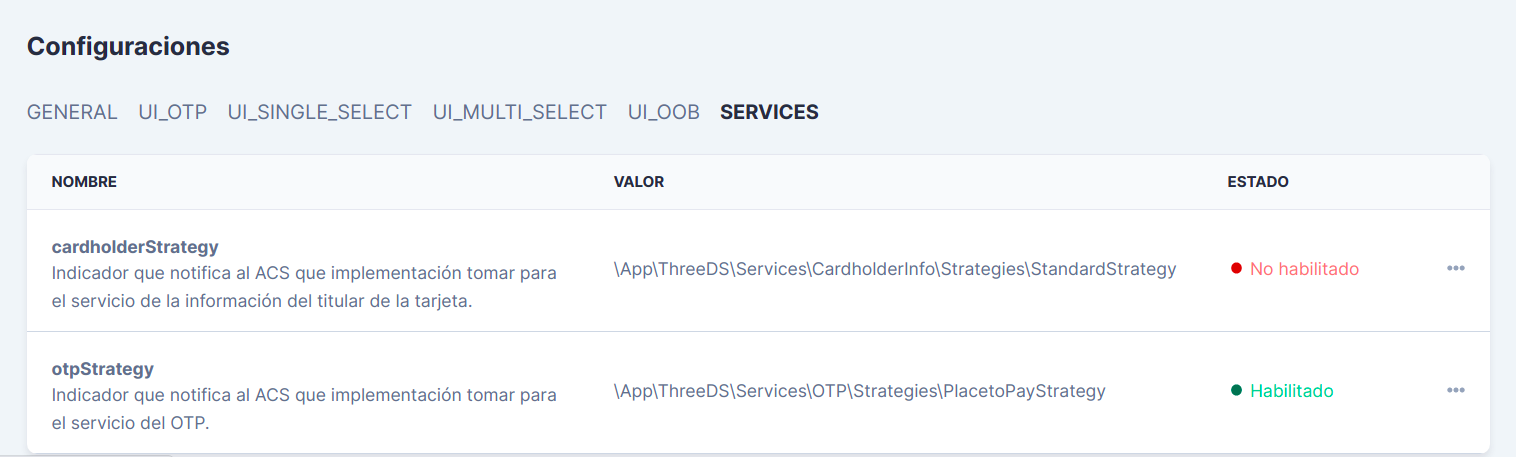 Configuraciones
GENERAL UI_OTP UI_SINGLE_SELECT UI_MULTI_SELECT UI_OOB SERVICES
NOMBRE VALOR ESTADO
cardholderStrategy
Indicador que notifica al ACS que implementación tomar para
el servicio de la información del titular de la tarjeta.
\App\ThreeDS\Services\CardholderInfo\Strategies\StandardStrategy
No habilitado
otpStrategy
Indicador que notifica al ACS que implementación tomar para
el servicio del OTP.
\App\ThreeDS\Services\OTP\Strategies\PlacetoPayStrategy
Habilitado